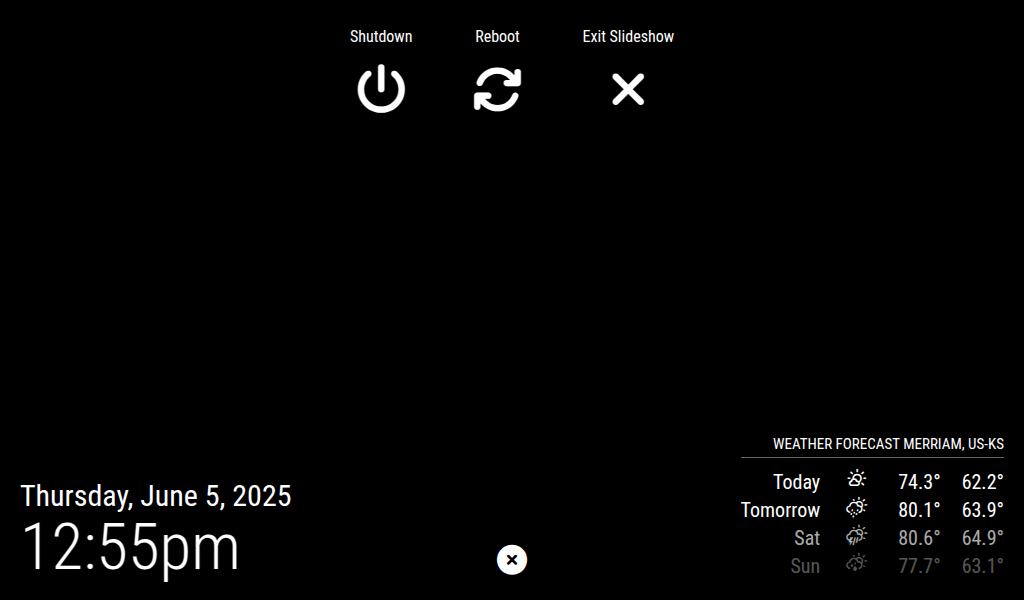 Shutdown Reboot Exit Slideshow
WEATHER FORECAST MERRIAM, US-KS
Today 74.3° 62.2°
Tomorrow 80.1° 63.9°
Sat 80.6° 64.9°
Sun 77.7° 63.1°
Thursday, June 5, 2025
12:55pm